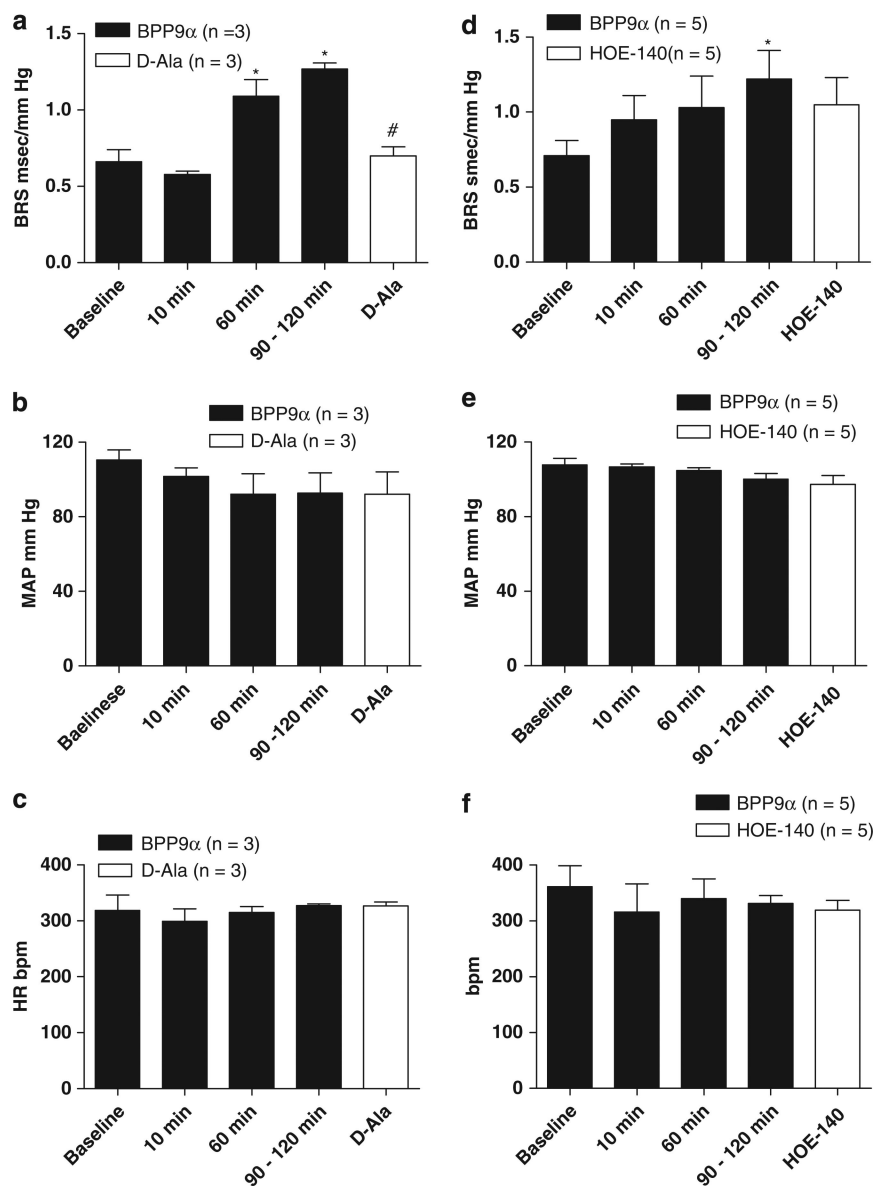 a
BPP9α (n =3)
D-Ala (n = 3)
BRS msec/mm Hg
1.5
1.0
0.5
0.0
*
*
#
Baseline
10 min
60 min
90 - 120 min
D-Ala
d
BPP9α (n = 5)
HOE-140(n = 5)
BRS smec/mm Hg
1.5
1.0
0.5
0.0
*
Baseline
10 min
60 min
90 - 120 min
HOE-140
b
BPP9α (n = 3)
D-Ala (n = 3)
MAP mm Hg
120
80
40
0
Baelinese
10 min
60 min
90 -120 min
D-Ala
e
BPP9α (n = 5)
HOE-140 (n = 5)
MAP mm Hg
120
80
40
0
Baseline
10 min
60 min
90 - 120 min
HOE-140
c
BPP9α (n = 3)
D-Ala (n = 3)
HR bpm
400
300
200
100
0
Baseline
10 min
60 min
90 - 120 min
D-Ala
f
BPP9α (n = 5)
HOE-140 (n = 5)
bpm
400
300
200
100
0
Baseline
10 min
60 min
90 - 120 min
HOE-140